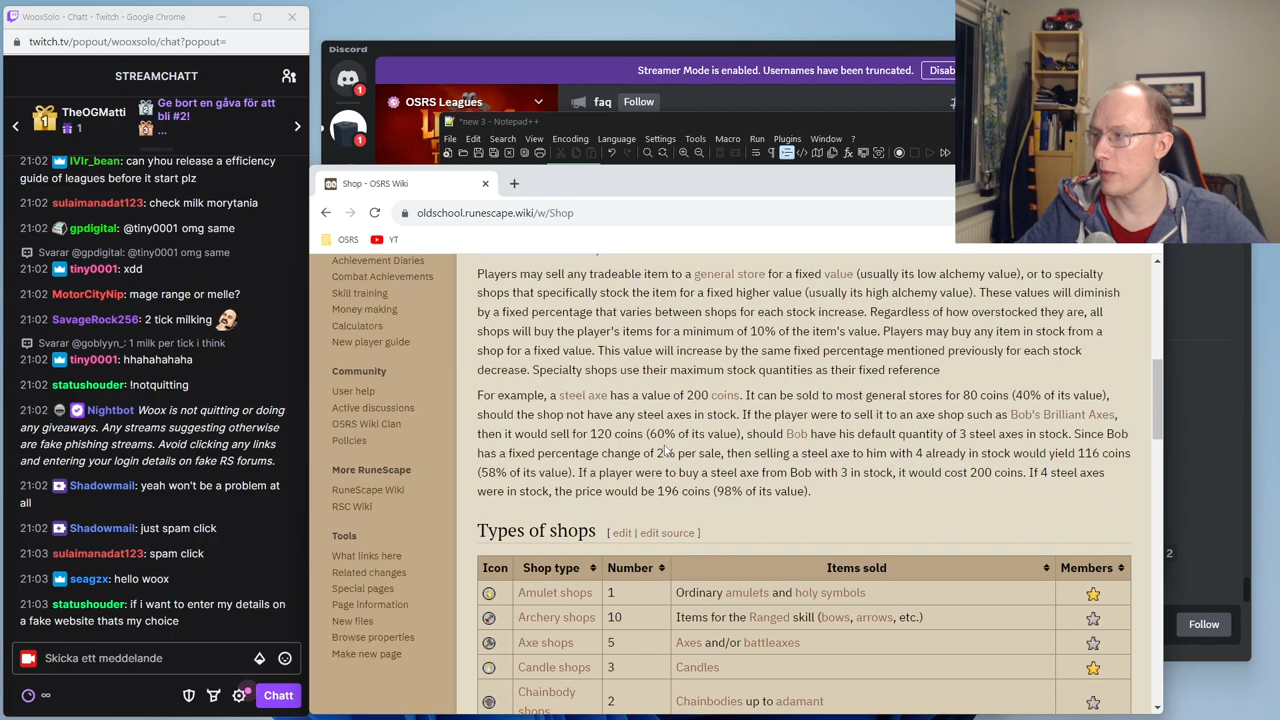 WooxSolo - Chatt - Twitch - Google Chrome
twitch.tv/popout/wooxsolo/chat?popout=
STREAMCHATT
TheOGMatti
1
Ge bort en gåva för att
bli #2!
...
21:02 IVIr_bean: can yhou release a efficiency
guide of leagues before it start plz
21:02 sulaimanadat123: check milk morytania
21:02 gpdigital: @tiny0001 omg same
Svarar @gpdigital: @tiny0001 omg same
21:02 tiny0001: xdd
21:02 MotorCityNip: mage range or melle?
21:02 SavageRock256: 2 tick milking
Svarar @goblyyn_: 1 milk per tick i think
21:02 tiny0001: hhahahahaha
21:02 statushouder: !notquitting
21:02 Nightbot: Woox is not quitting or doing
any giveaways. Any streams suggesting
otherwise are scams. Avoid clicking any links
and entering your login details on fake RS forums.
21:02 Shadowmail: yeah won't be a problem at
all
21:02 Shadowmail: just spam click
21:03 sulaimanadat123: spam click
21:03 seagzx: hello woox
21:03 statushouder: if i want to enter my details on
a fake website thats my choice
Skicka ett meddelande
∞
Chatt
Discord
Streamer Mode is enabled. Usernames have been truncated.
Disab
1
1
OSRS Leagues
faq
Follow
*new 3 - Notepad++
File Edit Search View Encoding Language Settings Tools Macro Run Plugins Window ?
Shop - OSRS Wiki
oldschool.runescape.wiki/w/Shop
OSRS
YT
Achievement Diaries
Combat Achievements
Skill training
Money making
Calculators
New player guide
Community
User help
Active discussions
OSRS Wiki Clan
Policies
More RuneScape
RuneScape Wiki
RSC Wiki
Tools
What links here
Related changes
Special pages
Page information
New files
Browse properties
Make new page
Players may sell any tradeable item to a general store for a fixed value (usually its low alchemy value), or to specialty
shops that specifically stock the item for a fixed higher value (usually its high alchemy value). These values will diminish
by a fixed percentage that varies between shops for each stock increase. Regardless of how overstocked they are, all
shops will buy the player's items for a minimum of 10% of the item's value. Players may buy any item in stock from a
shop for a fixed value. This value will increase by the same fixed percentage mentioned previously for each stock
decrease. Specialty shops use their maximum stock quantities as their fixed reference
For example, a steel axe has a value of 200 coins. It can be sold to most general stores for 80 coins (40% of its value),
should the shop not have any steel axes in stock. If the player were to sell it to an axe shop such as Bob's Brilliant Axes,
then it would sell for 120 coins (60% of its value), should Bob have his default quantity of 3 steel axes in stock. Since Bob
has a fixed percentage change of 2% per sale, then selling a steel axe to him with 4 already in stock would yield 116 coins
(58% of its value). If a player were to buy a steel axe from Bob with 3 in stock, it would cost 200 coins. If 4 steel axes
were in stock, the price would be 196 coins (98% of its value).
Types of shops [ edit | edit source ]
Icon Shop type Number Items sold Members
Amulet shops 1 Ordinary amulets and holy symbols
Archery shops 10 Items for the Ranged skill (bows, arrows, etc.)
Axe shops 5 Axes and/or battleaxes
Candle shops 3 Candles
Chainbody
shops 2 Chainbodies up to adamant
2
Follow